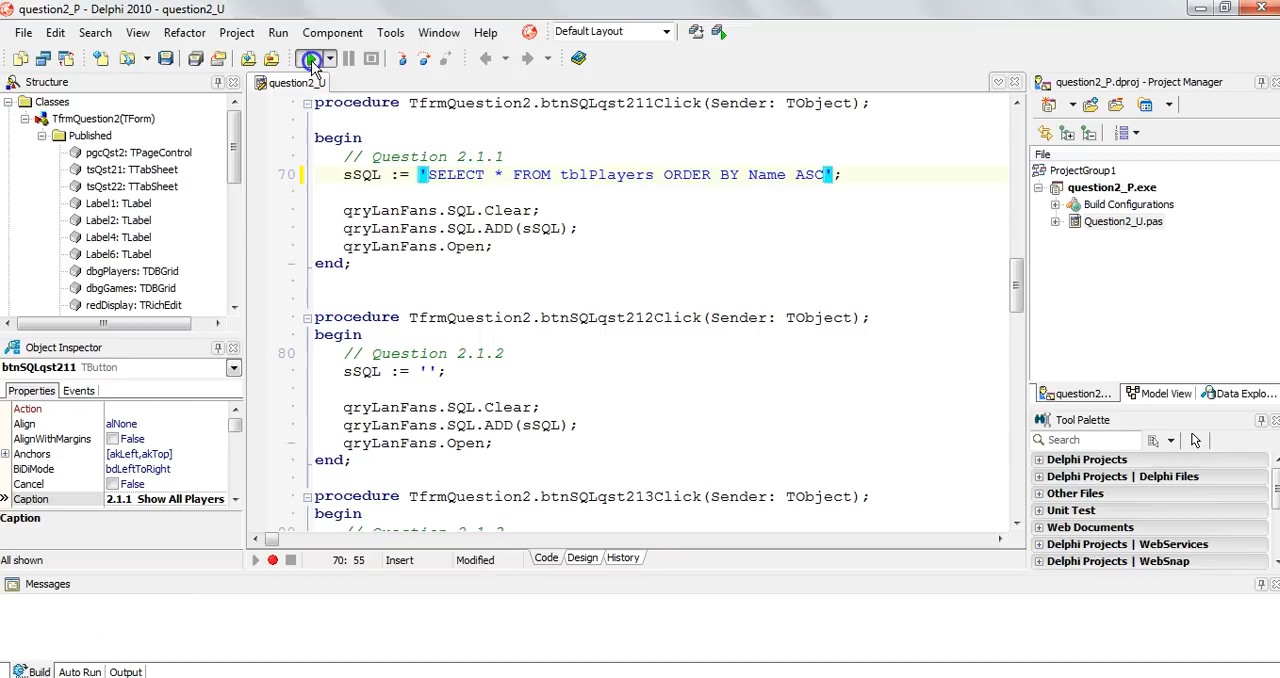 question2_P - Delphi 2010 - question2_U
File Edit Search View Refactor Project Run Component Tools Window Help Default Layout
Structure
Classes
TfrmQuestion2(TForm)
Published
pgcQst2: TPageControl
tsQst21: TTabSheet
tsQst22: TTabSheet
Label1: TLabel
Label2: TLabel
Label4: TLabel
Label6: TLabel
dbgPlayers: TDBGrid
dbgGames: TDBGrid
redDisplay: TRichEdit
Object Inspector
btnSQLqst211 TButton
Properties Events
Action
Align alNone
AlignWithMargins False
Anchors [akLeft,akTop]
BiDiMode bdLeftToRight
Cancel False
Caption 2.1.1 Show All Players
Caption
All shown
question2_U
procedure TfrmQuestion2.btnSQLqst211Click(Sender: TObject);
begin
// Question 2.1.1
70 sSQL := 'SELECT * FROM tblPlayers ORDER BY Name ASC';
qryLanFans.SQL.Clear;
qryLanFans.SQL.ADD(sSQL);
qryLanFans.Open;
end;
procedure TfrmQuestion2.btnSQLqst212Click(Sender: TObject);
begin
80 // Question 2.1.2
sSQL := '';
qryLanFans.SQL.Clear;
qryLanFans.SQL.ADD(sSQL);
qryLanFans.Open;
end;
procedure TfrmQuestion2.btnSQLqst213Click(Sender: TObject);
begin
90 // Question 2.1.3
70: 55 Insert Modified Code Design History
question2_P.dproj - Project Manager
File
ProjectGroup1
question2_P.exe
Build Configurations
Question2_U.pas
question2... Model View Data Explo...
Tool Palette
Search
Delphi Projects
Delphi Projects | Delphi Files
Other Files
Unit Test
Web Documents
Delphi Projects | WebServices
Delphi Projects | WebSnap
Messages
Build Auto Run Output